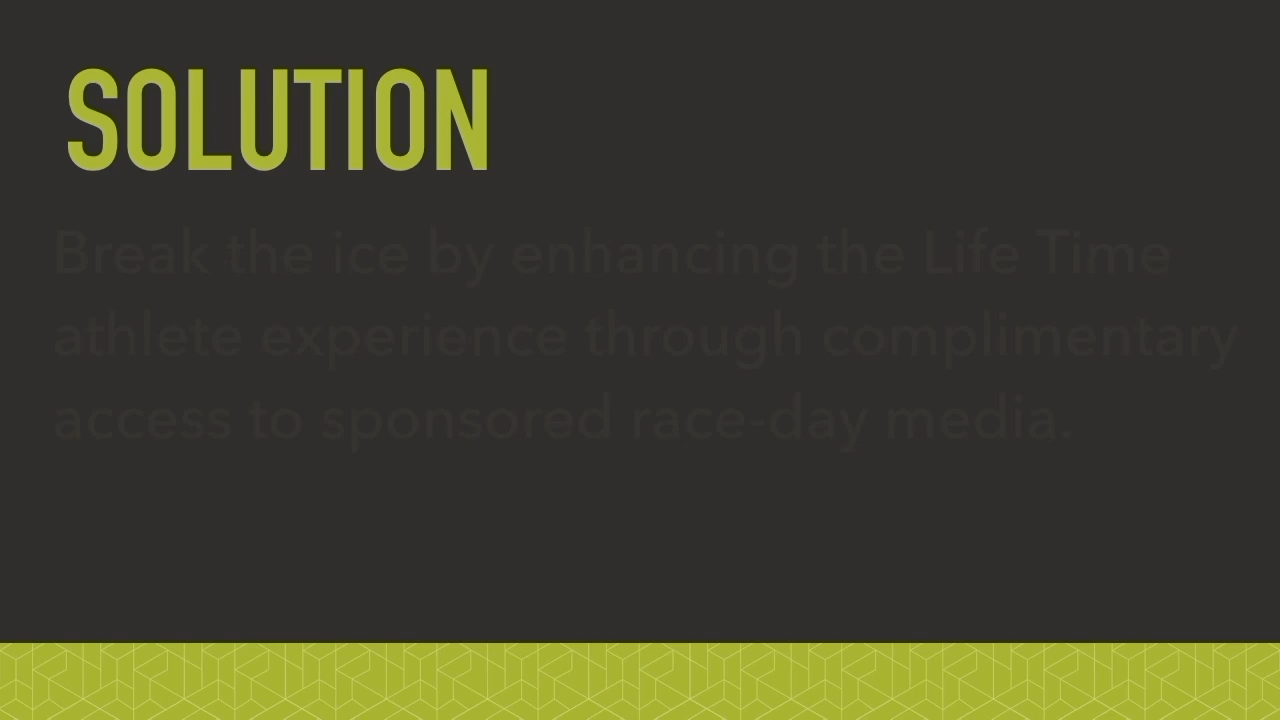 SOLUTION
Break the ice by enhancing the Life Time
athlete experience through complimentary
access to sponsored race-day media.